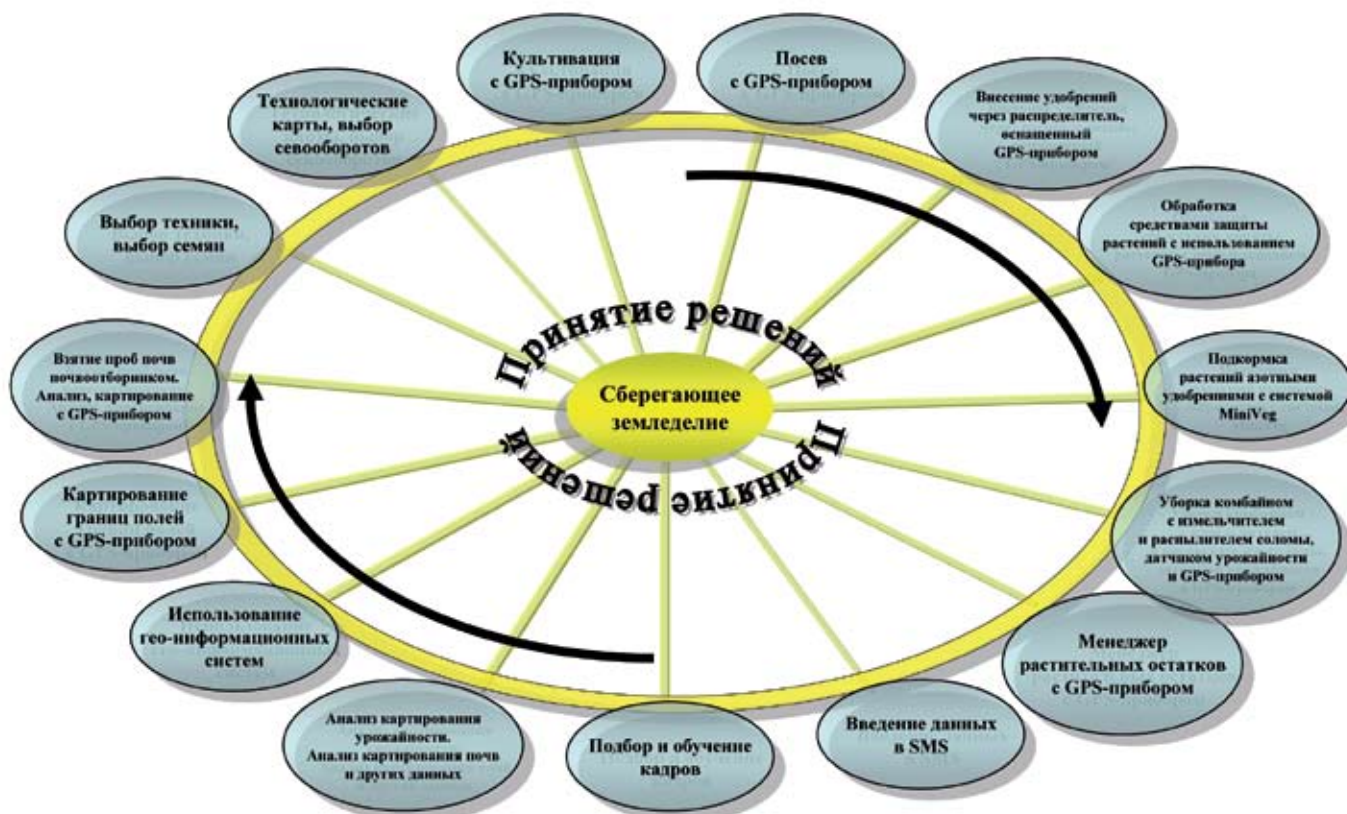 Культивация
с GPS-прибором
Посев
с GPS-прибором
Внесение удобрений
через распределитель,
оснащенный
GPS-прибором
Обработка
средствами защиты
растений с использованием
GPS-прибора
Подкормка
растений азотными
удобрениями с системой
MiniVeg
Уборка комбайном
с измельчителем
и распылителем соломы,
датчиком урожайности
и GPS-прибором
Менеджер
растительных остатков
с GPS-прибором
Введение данных
в SMS
Подбор и обучение
кадров
Анализ картирования
урожайности.
Анализ картирования почв
и других данных
Использование
гео-информационных
систем
Картирование
границ полей
с GPS-прибором
Взятие проб почв
почвоотборником.
Анализ, картирование
с GPS-прибором
Выбор техники,
выбор семян
Технологические
карты, выбор
севооборотов
Принятие решений
Сберегающее
земледелие
Принятие решений